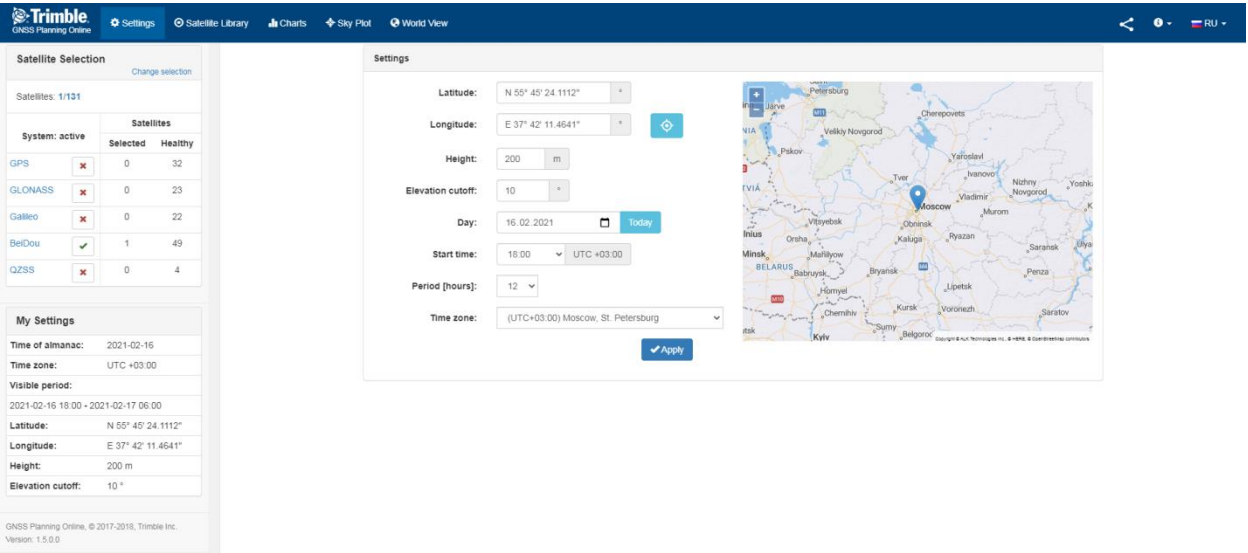 Trimble.
GNSS Planning Online
Settings
Satellite Library
Charts
Sky Plot
World View
RU
Satellite Selection
Change selection
Satellites: 1/131
System: active
Satellites
Selected Healthy
GPS 0 32
GLONASS 0 23
Galileo 0 22
BeiDou 1 49
QZSS 0 4
My Settings
Time of almanac: 2021-02-16
Time zone: UTC +03:00
Visible period:
2021-02-16 18:00 - 2021-02-17 06:00
Latitude: N 55° 45' 24.1112"
Longitude: E 37° 42' 11.4641"
Height: 200 m
Elevation cutoff: 10 °
GNSS Planning Online, © 2017-2018, Trimble Inc.
Version: 1.5.0.0
Settings
Latitude: N 55° 45' 24.1112" °
Longitude: E 37° 42' 11.4641" °
Height: 200 m
Elevation cutoff: 10 °
Day: 16.02.2021 Today
Start time: 18:00 UTC +03:00
Period [hours]: 12
Time zone: (UTC+03:00) Moscow, St. Petersburg
Apply
+
−
Petersburg
Jarve
M11
Cherepovets
NIA
Velikiy Novgorod
Pskov
Yaroslavl
Tver
Ivanovo
Nizhny
Novgorod
Yoshk
TVIA
Vladimir
Moscow
Murom
Vitsyebsk
Obninsk
lnius
Orsha
Kaluga
Ryazan
Saransk
Minsk
Mahilyow
BELARUS
Babruysk
Bryansk
Penza
Lipetsk
M10
Homyel
Chernihiv
Kursk
Voronezh
Saratov
Sumy
Belgorod
Kyiv